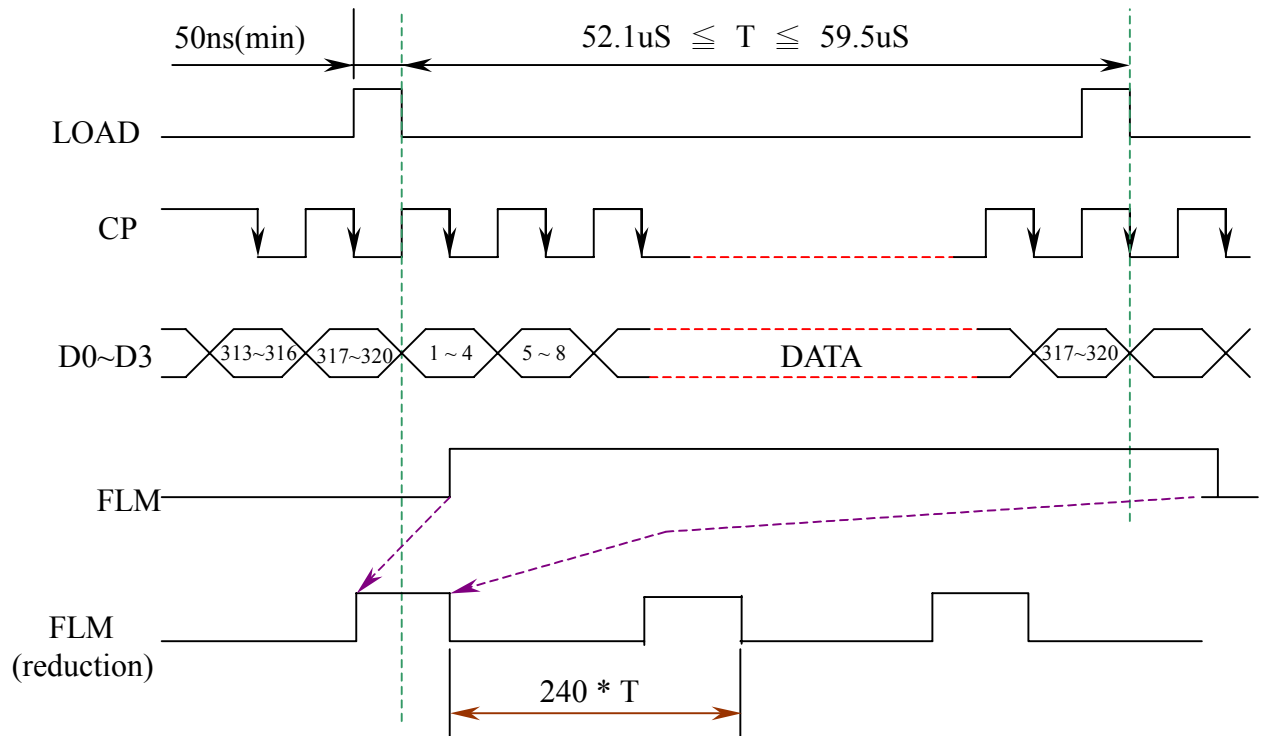 50ns(min)
52.1uS ≦ T ≦ 59.5uS
LOAD
CP
D0~D3
313~316
317~320
1 ~ 4
5 ~ 8
DATA
317~320
FLM
FLM
(reduction)
240 * T